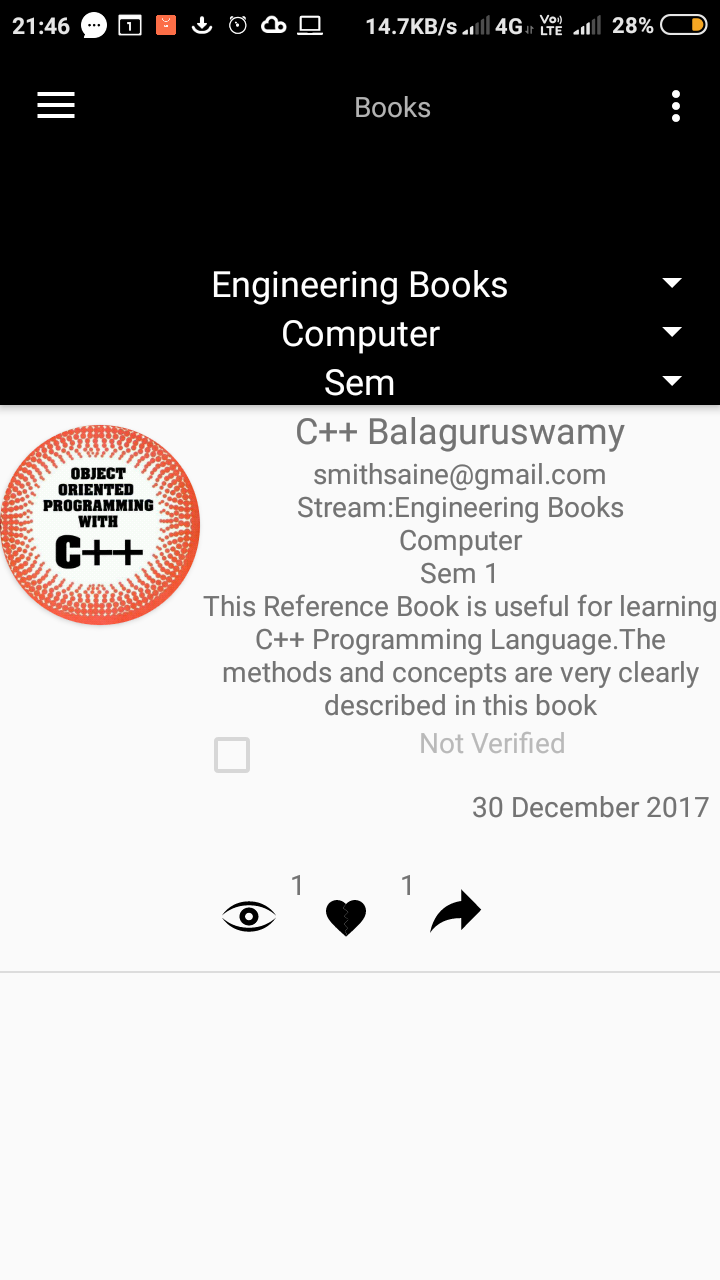 21:46 1 14.7KB/s 4G Vo) LTE 28%
Books
Engineering Books
Computer
Sem
C++ Balaguruswamy
OBJECT
ORIENTED
PROGRAMMING
WITH
C++
smithsaine@gmail.com
Stream:Engineering Books
Computer
Sem 1
This Reference Book is useful for learning
C++ Programming Language.The
methods and concepts are very clearly
described in this book
Not Verified
30 December 2017
1 1